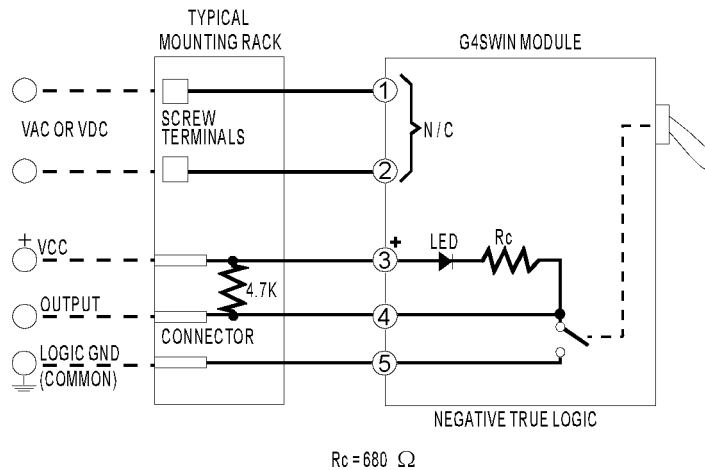 TYPICAL
MOUNTING RACK
G4SWIN MODULE
1
SCREW
TERMINALS
VAC OR VDC
N / C
2
+ VCC
3
+
LED
Rc
4.7K
OUTPUT
4
CONNECTOR
LOGIC GND
(COMMON)
5
NEGATIVE TRUE LOGIC
Rc = 680 Ω